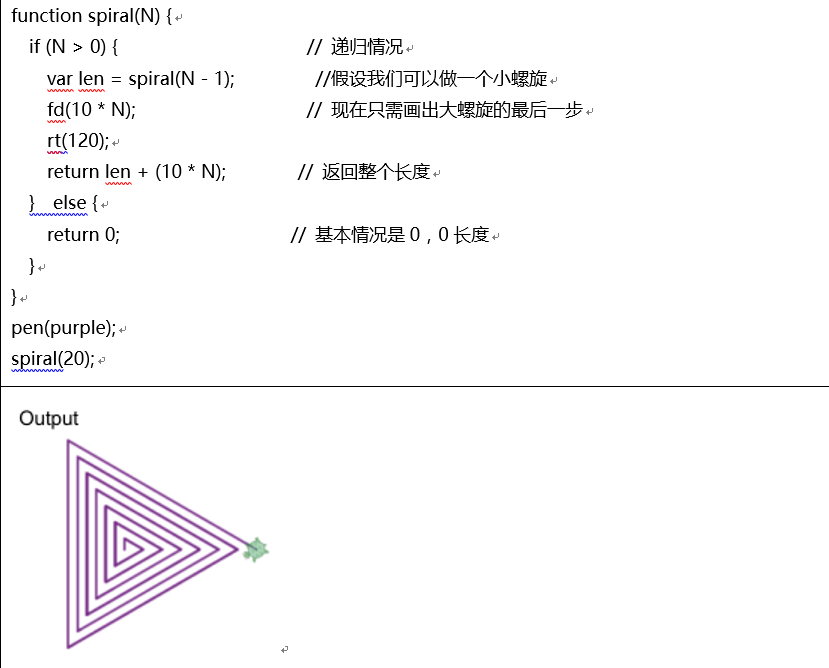 function spiral(N) {
if (N > 0) { // 递归情况
var len = spiral(N - 1); //假设我们可以做一个小螺旋
fd(10 * N); // 现在只需画出大螺旋的最后一步
rt(120);
return len + (10 * N); // 返回整个长度
} else {
return 0; // 基本情况是 0，0 长度
}
}
pen(purple);
spiral(20);
Output